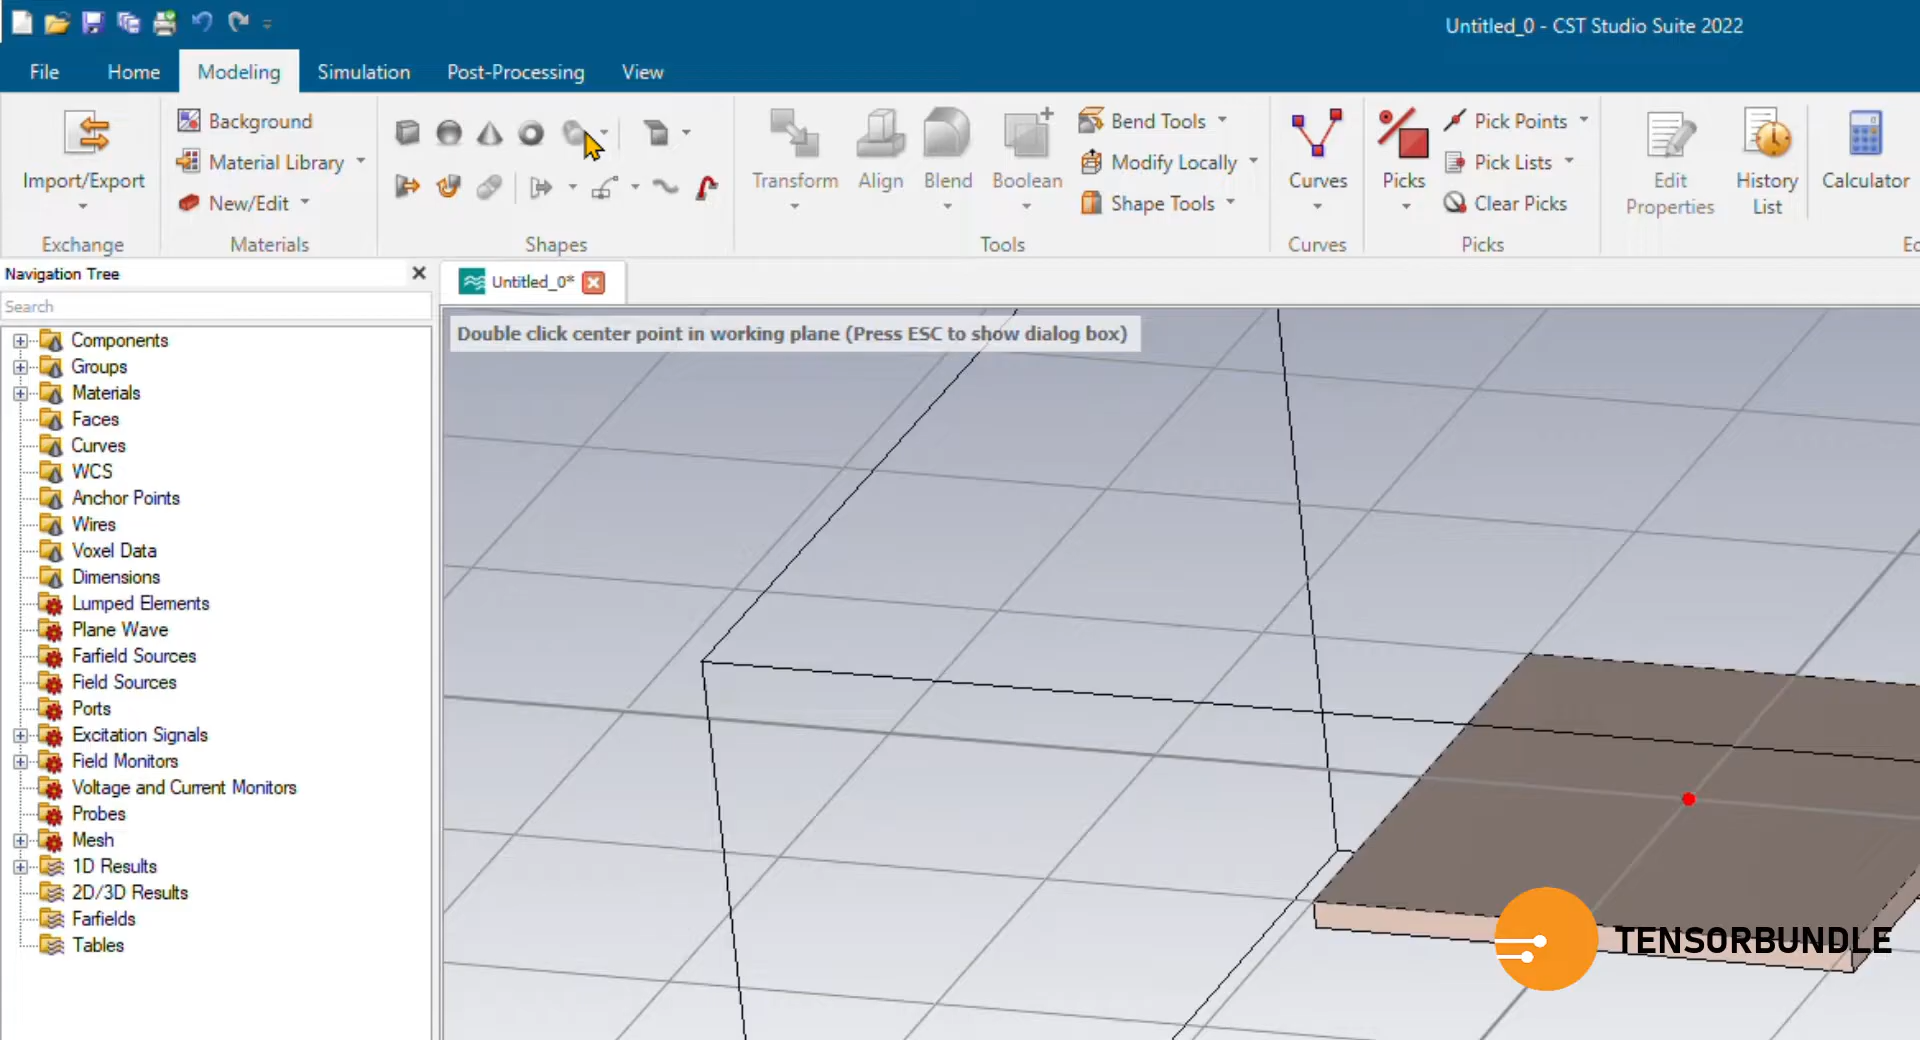 Untitled_0 - CST Studio Suite 2022
File Home Modeling Simulation Post-Processing View
Import/Export
Exchange
Background
Material Library
New/Edit
Materials
Shapes
Transform
Align
Blend
Boolean
Bend Tools
Modify Locally
Shape Tools
Tools
Curves
Curves
Picks
Pick Points
Pick Lists
Clear Picks
Picks
Edit
Properties
History
List
Calculator
Navigation Tree
Search
Untitled_0*
Double click center point in working plane (Press ESC to show dialog box)
Components
Groups
Materials
Faces
Curves
WCS
Anchor Points
Wires
Voxel Data
Dimensions
Lumped Elements
Plane Wave
Farfield Sources
Field Sources
Ports
Excitation Signals
Field Monitors
Voltage and Current Monitors
Probes
Mesh
1D Results
2D/3D Results
Farfields
Tables
TENSORBUNDLE